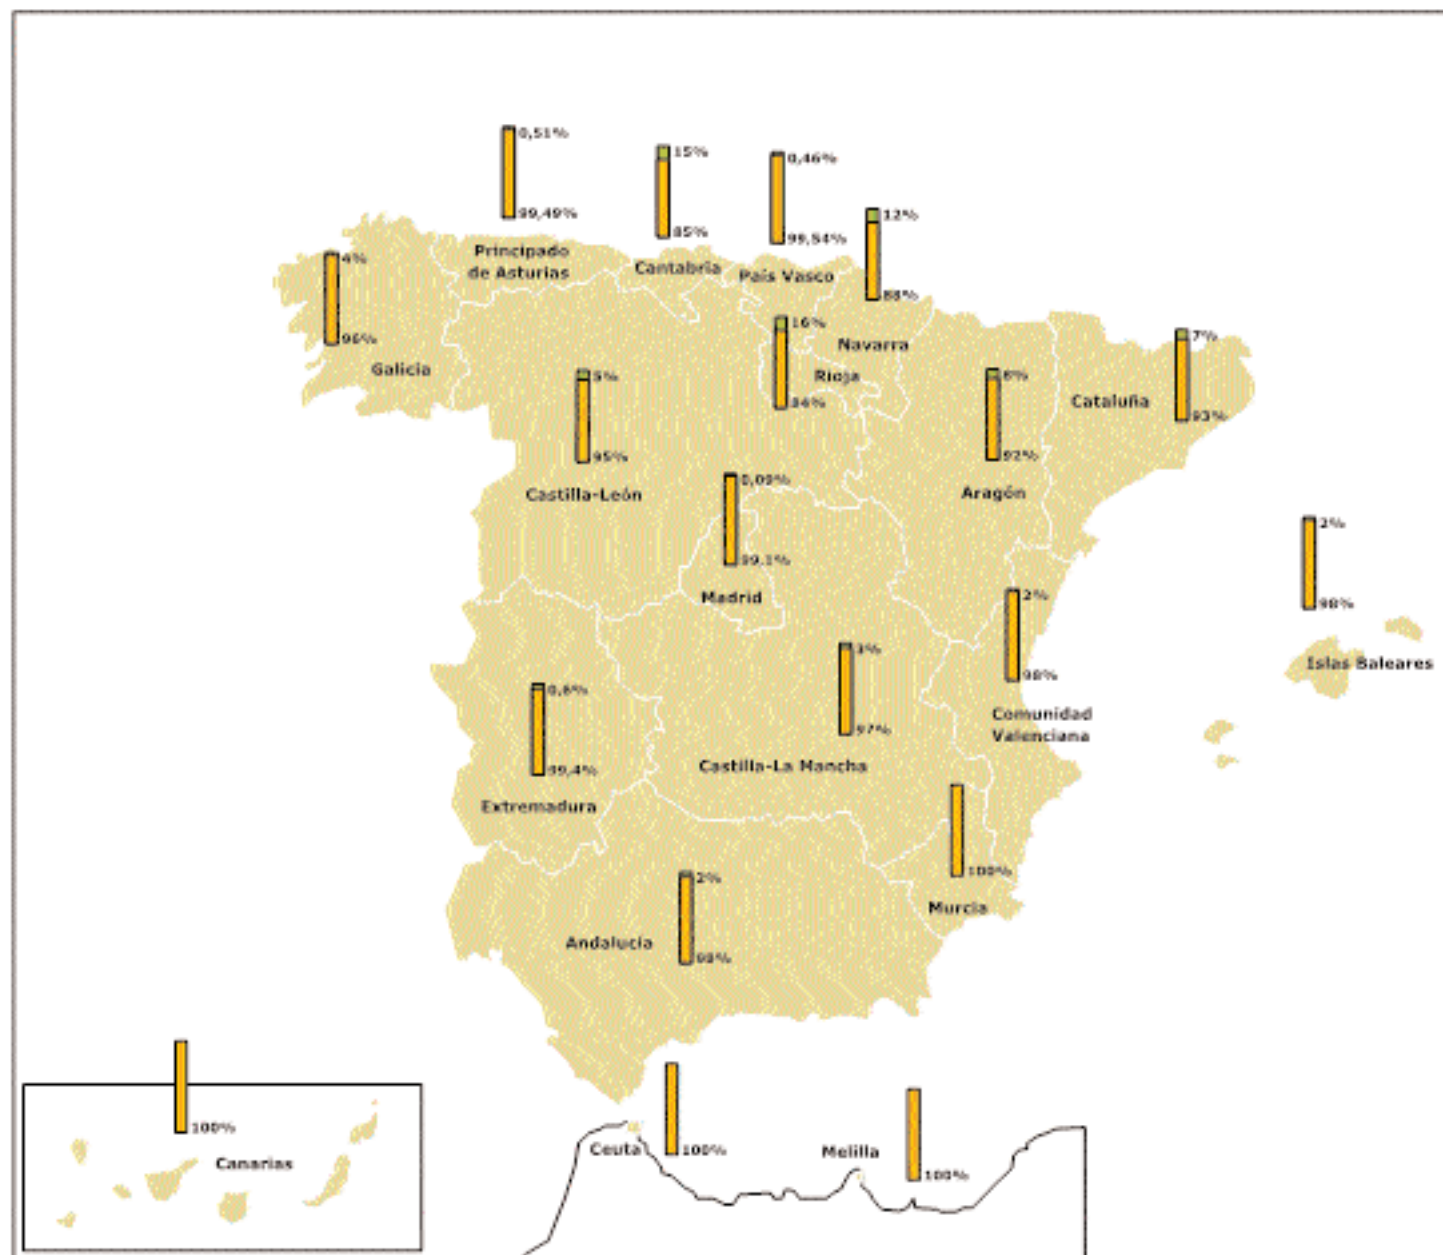 0,51%
99,49%
Principado
de Asturias
15%
85%
Cantabria
0,46%
99,54%
País Vasco
12%
88%
Navarra
4%
96%
Galicia
16%
84%
Rioja
5%
95%
Castilla-León
8%
92%
Aragón
7%
93%
Cataluña
0,09%
99,1%
Madrid
2%
98%
Islas Baleares
2%
98%
Comunidad
Valenciana
3%
97%
Castilla-La Mancha
0,6%
99,4%
Extremadura
100%
Murcia
2%
98%
Andalucía
100%
Canarias
100%
Ceuta
100%
Melilla